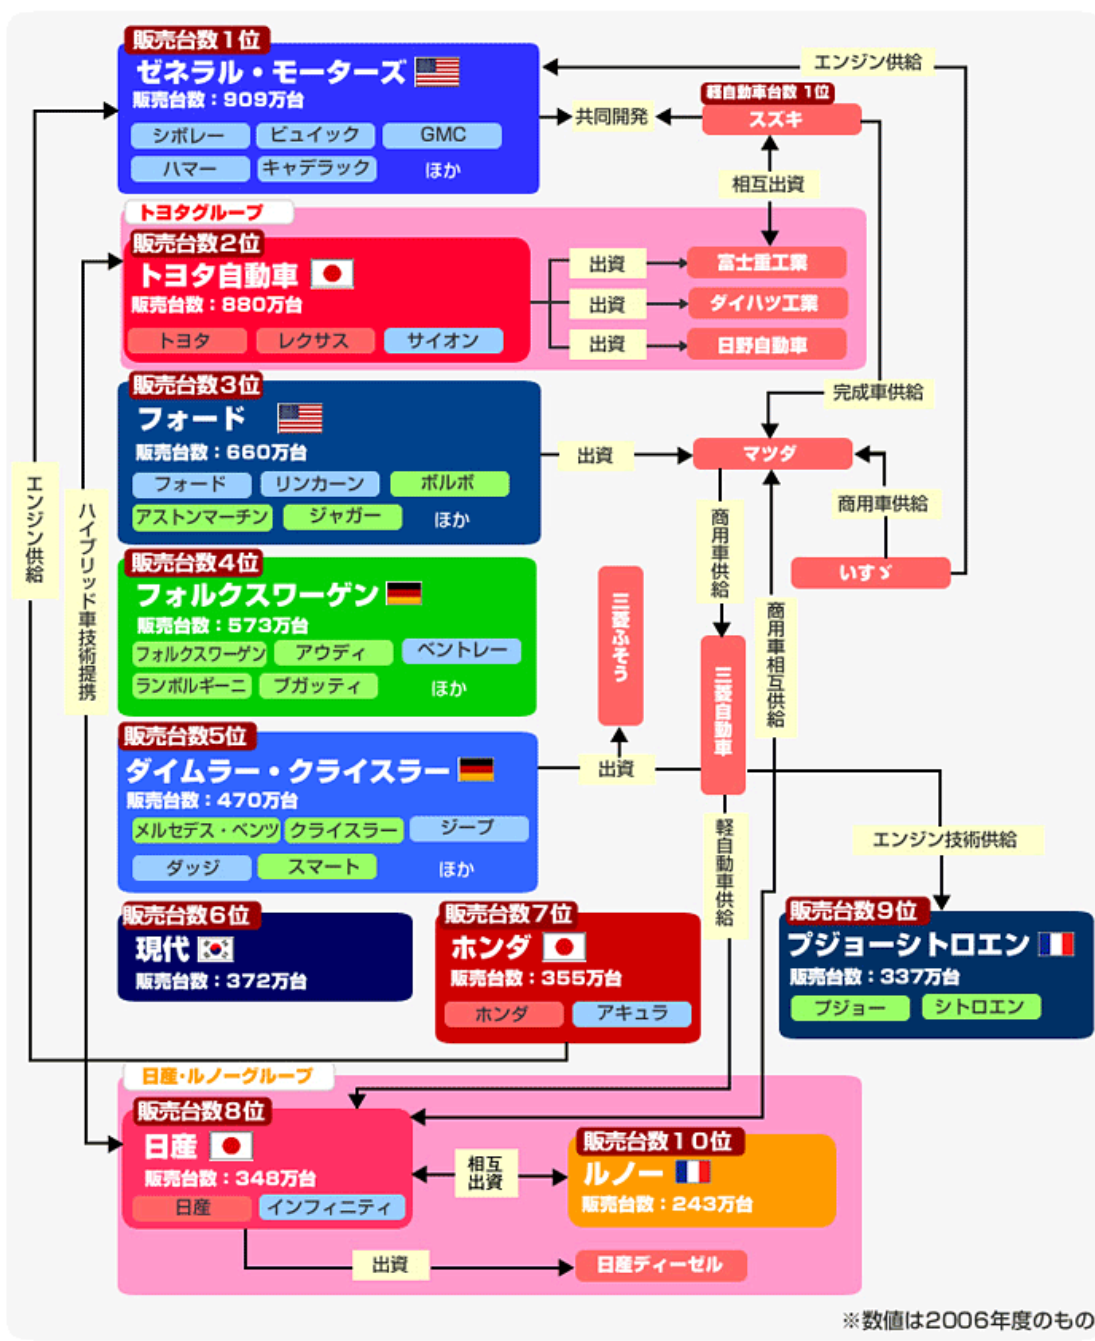 販売台数1位
ゼネラル・モーターズ
販売台数：909万台
シボレー ビュイック GMC
ハマー キャデラック ほか
エンジン供給
共同開発
軽自動車台数 1位
スズキ
相互出資
トヨタグループ
販売台数2位
トヨタ自動車
販売台数：880万台
トヨタ レクサス サイオン
出資 富士重工業
出資 ダイハツ工業
出資 日野自動車
販売台数3位
フォード
販売台数：660万台
フォード リンカーン ボルボ
アストンマーチン ジャガー ほか
出資
完成車供給
マツダ
商用車供給
いすゞ
商用車供給
エンジン供給
ハイブリッド車技術提携
販売台数4位
フォルクスワーゲン
販売台数：573万台
フォルクスワーゲン アウディ ベントレー
ランボルギーニ ブガッティ ほか
三菱ふそう
三菱自動車
商用車相互供給
販売台数5位
ダイムラー・クライスラー
販売台数：470万台
メルセデス・ベンツ クライスラー ジープ
ダッジ スマート ほか
出資
軽自動車供給
エンジン技術供給
販売台数6位
現代
販売台数：372万台
販売台数7位
ホンダ
販売台数：355万台
ホンダ アキュラ
販売台数9位
プジョーシトロエン
販売台数：337万台
プジョー シトロエン
日産・ルノーグループ
販売台数8位
日産
販売台数：348万台
日産 インフィニティ
相互
出資
販売台数10位
ルノー
販売台数：243万台
出資
日産ディーゼル
※数値は2006年度のもの